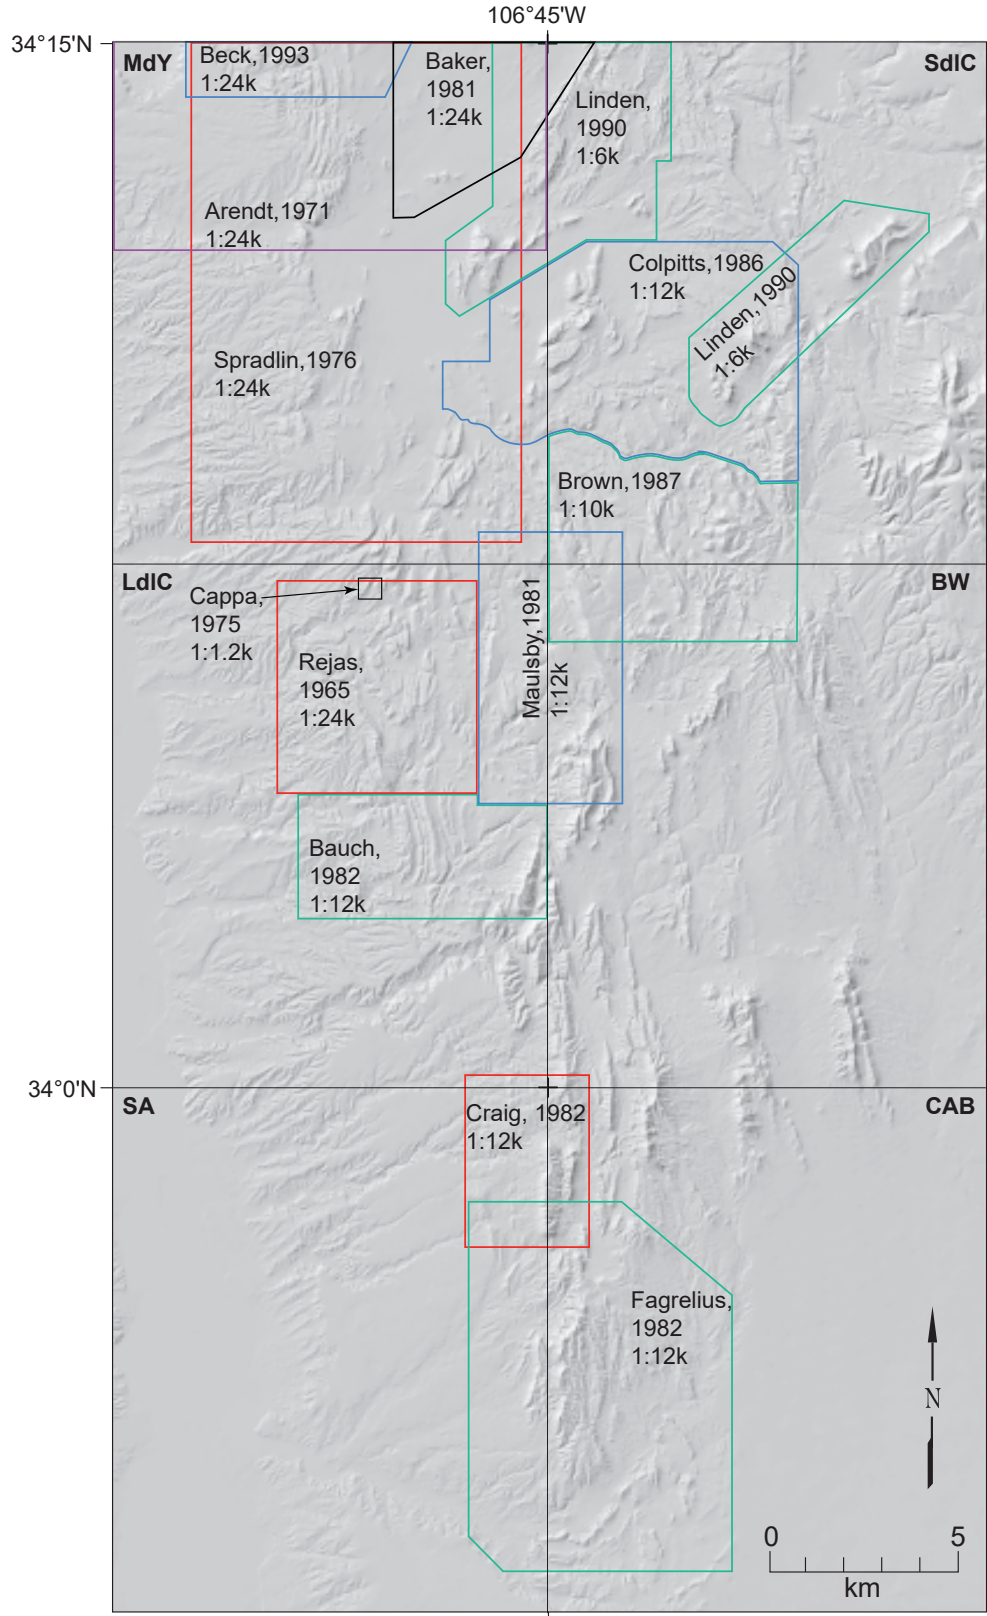 106°45'W
34°15'N
MdY
Beck,1993
1:24k
Baker,
1981
1:24k
Linden,
1990
1:6k
SdlC
Arendt,1971
1:24k
Colpitts,1986
1:12k
Linden,1990
1:6k
Spradlin,1976
1:24k
Brown,1987
1:10k
LdlC
BW
Cappa,
1975
1:1.2k
Rejas,
1965
1:24k
Maulsby,1981
1:12k
Bauch,
1982
1:12k
34°0'N
SA
Craig, 1982
1:12k
CAB
Fagrelius,
1982
1:12k
N
0 5
km